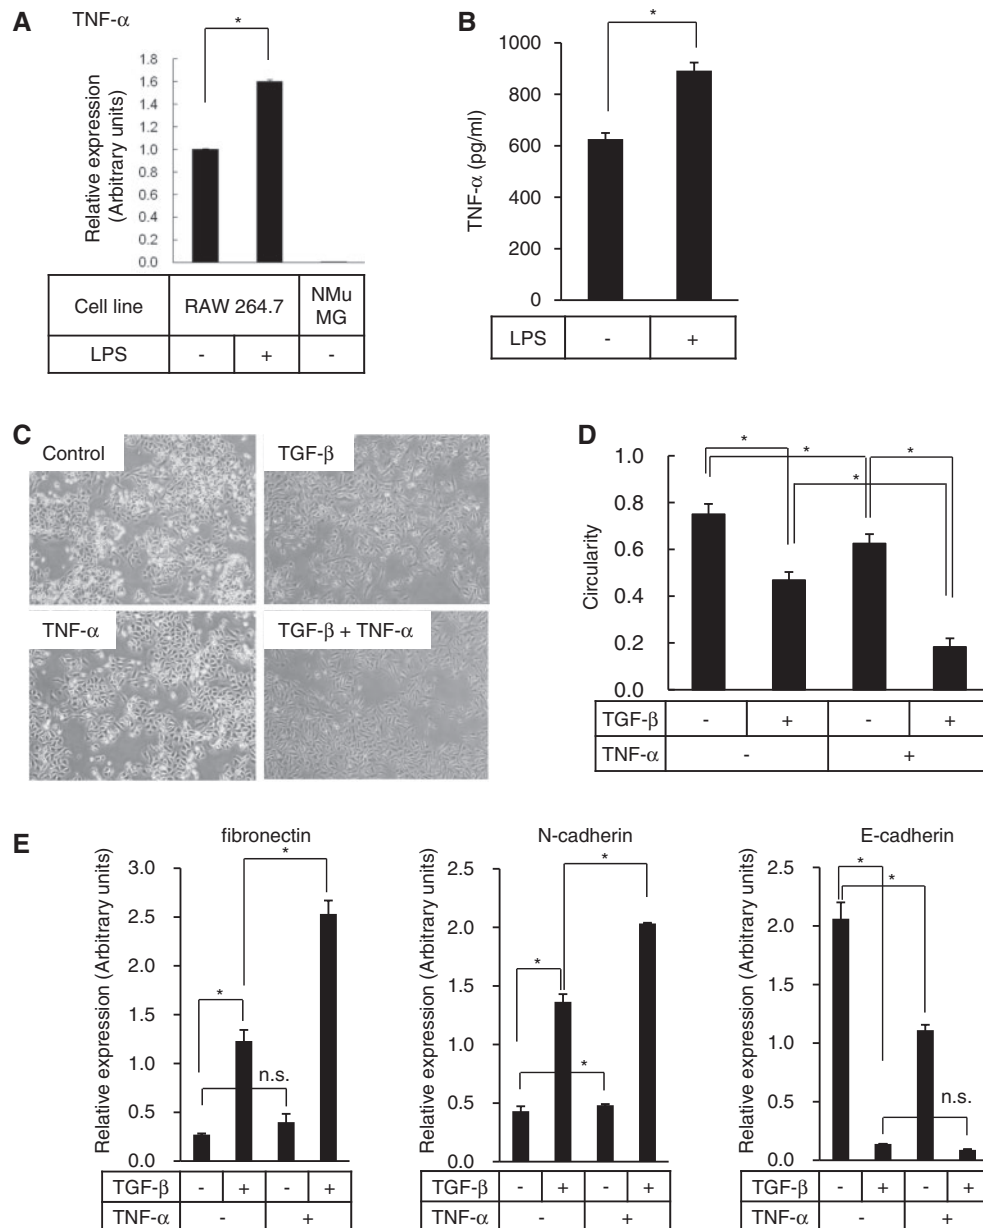 A
TNF-α
*
Relative expression
(Arbitrary units)
1.8
1.6
1.4
1.2
1.0
0.8
0.6
0.4
0.2
0.0
Cell line RAW 264.7 NMu
MG
LPS - + -
B
*
TNF-α (pg/ml)
1000
800
600
400
200
0
LPS - +
C
Control
TGF-β
TNF-α
TGF-β + TNF-α
D
* * * *
Circularity
1.0
0.8
0.6
0.4
0.2
0.0
TGF-β - + - +
TNF-α - +
E
fibronectin
Relative expression (Arbitrary units)
3.0
2.5
2.0
1.5
1.0
0.5
0.0
*
*
n.s.
TGF-β - + - +
TNF-α - +
N-cadherin
Relative expression (Arbitrary units)
2.5
2.0
1.5
1.0
0.5
0.0
*
*
*
TGF-β - + - +
TNF-α - +
E-cadherin
Relative expression (Arbitrary units)
2.5
2.0
1.5
1.0
0.5
0.0
*
*
n.s.
TGF-β - + - +
TNF-α - +